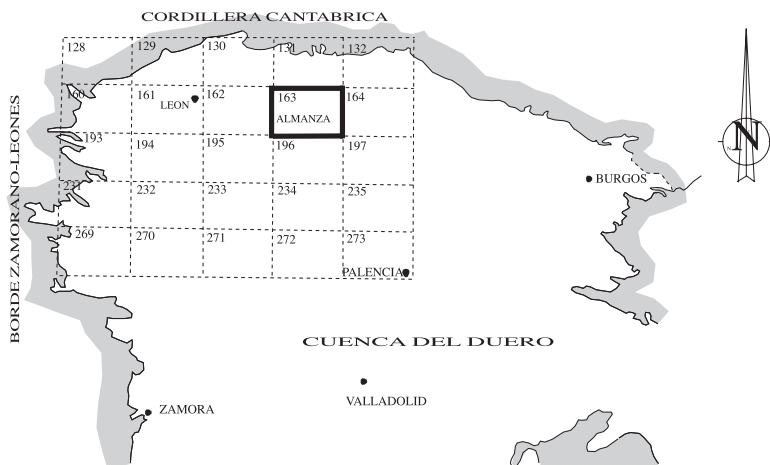 CORDILLERA CANTABRICA
128 129 130 131 132
160 161 162 163 164
LEON
ALMANZA
N
193 194 195 196 197
BORDE ZAMORANO-LEONES
231 232 233 234 235
BURGOS
269 270 271 272 273
PALENCIA
CUENCA DEL DUERO
VALLADOLID
ZAMORA